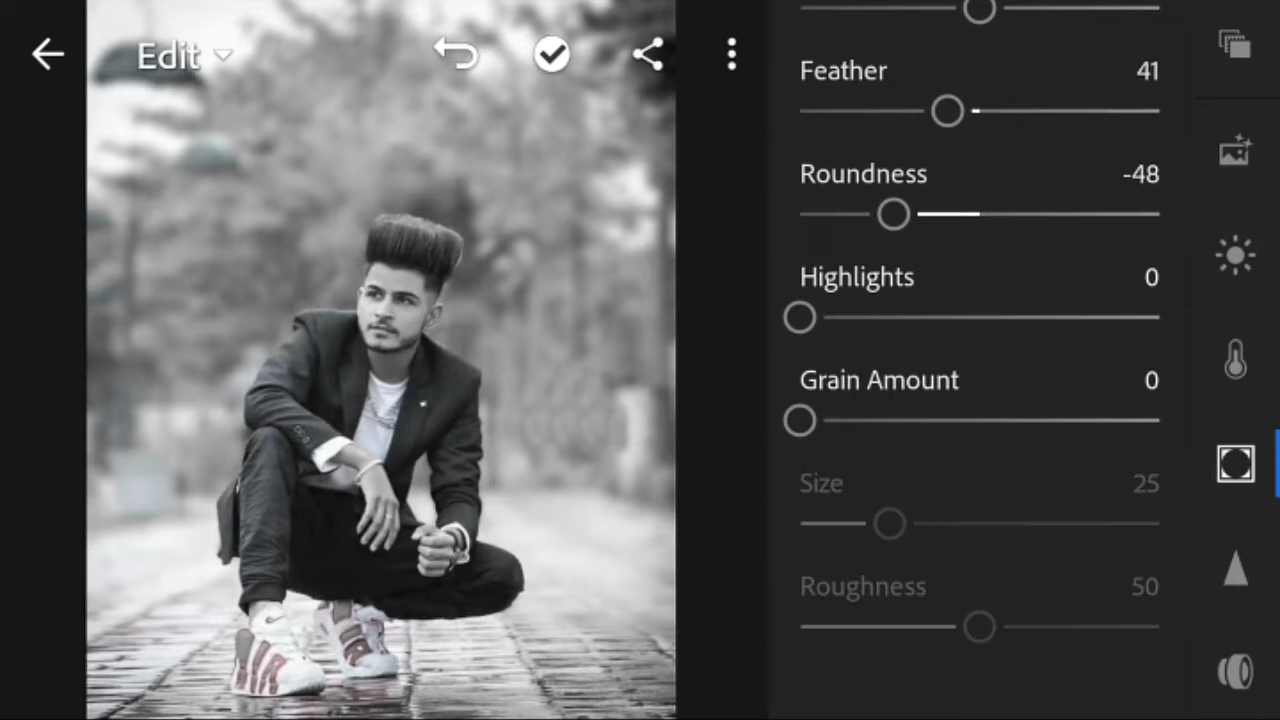 Edit
Feather 41
Roundness -48
Highlights 0
Grain Amount 0
Size 25
Roughness 50